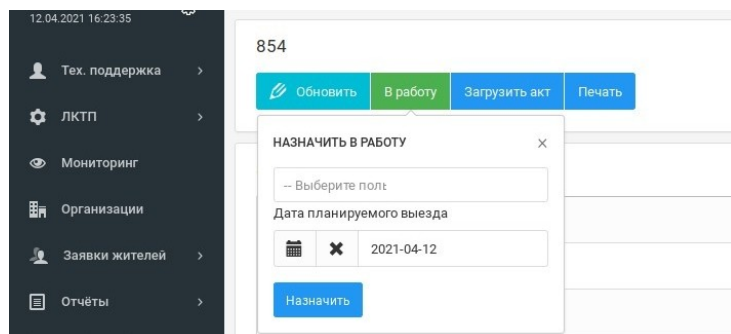 12.04.2021 16:23:35
Тех. поддержка
ЛКТП
Мониторинг
Организации
Заявки жителей
Отчёты
854
Обновить В работу Загрузить акт Печать
НАЗНАЧИТЬ В РАБОТУ
-- Выберите поль
Дата планируемого выезда
2021-04-12
Назначить